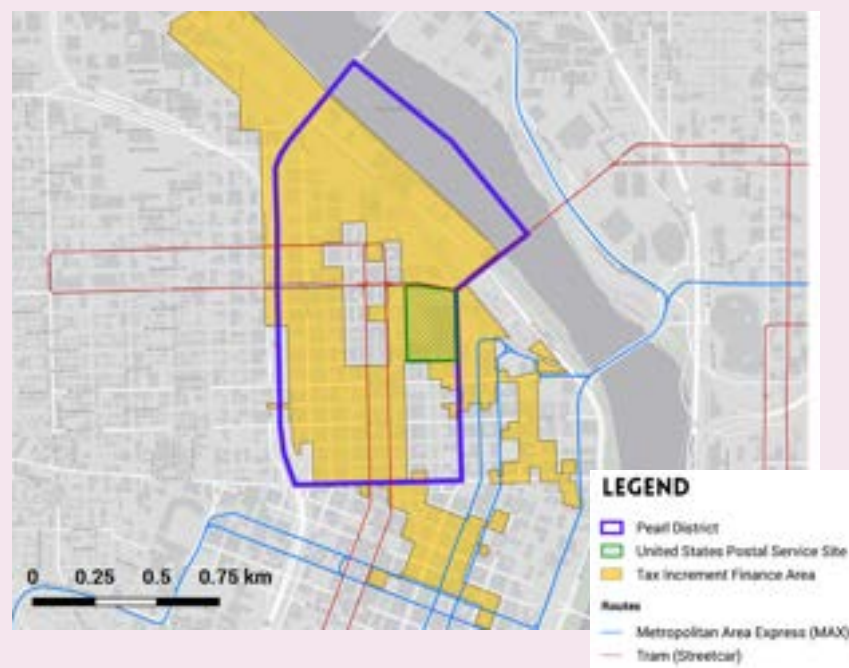 0 0.25 0.5 0.75 km
LEGEND
Pearl District
United States Postal Service Site
Tax Increment Finance Area
Routes
Metropolitan Area Express (MAX)
Tram (Streetcar)